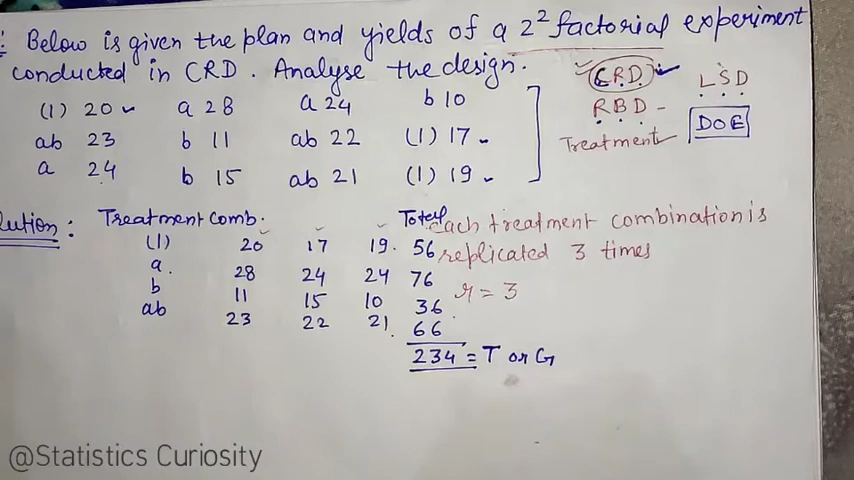 : Below is given the plan and yields of a 2² factorial experiment
conducted in CRD. Analyse the design.
CRD LSD
(1) 20 a 28 a 24 b 10
RBD - DOE
ab 23 b 11 ab 22 (1) 17
Treatment
a 24 b 15 ab 21 (1) 19
lution : Treatment Comb. Total
each treatment combination is
(1) 20 17 19. 56
replicated 3 times
a. 28 24 24 76
r = 3
b 11 15 10 36
ab 23 22 21 66
234 = T or G
@Statistics Curiosity